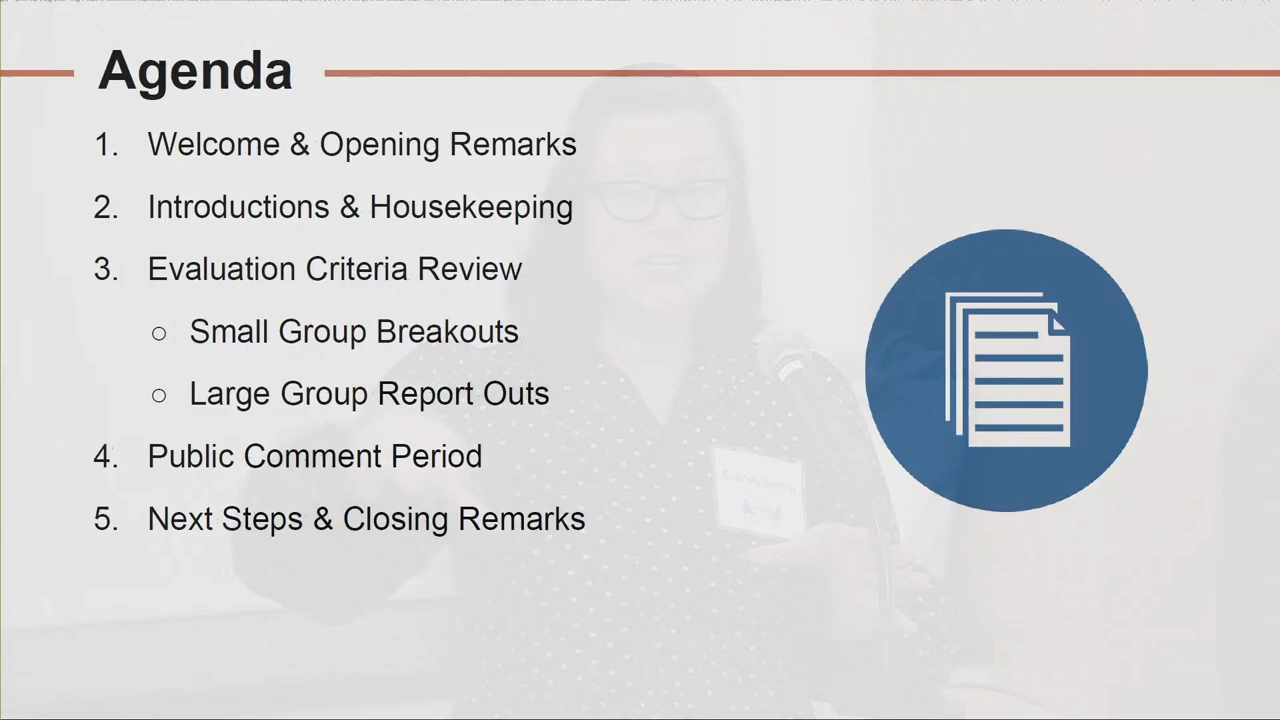 Agenda
1. Welcome & Opening Remarks
2. Introductions & Housekeeping
3. Evaluation Criteria Review
○ Small Group Breakouts
○ Large Group Report Outs
4. Public Comment Period
5. Next Steps & Closing Remarks